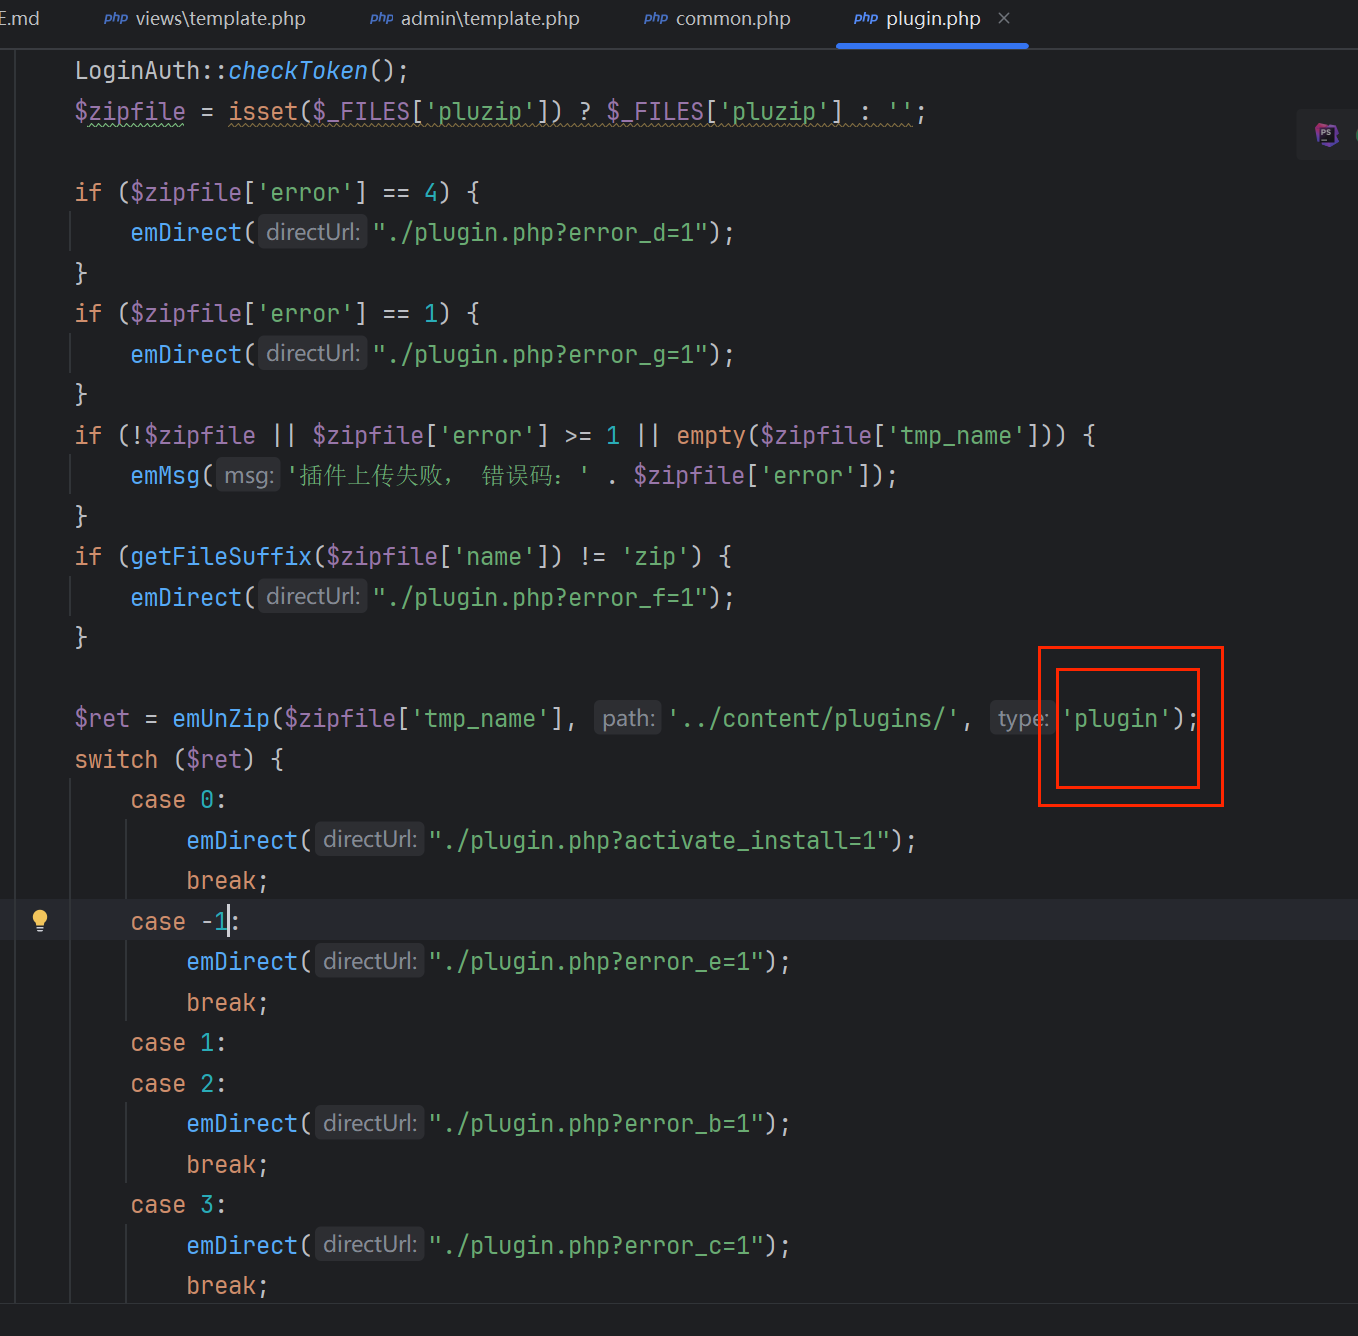 E.md php views\template.php php admin\template.php php common.php php plugin.php ×
LoginAuth::checkToken();
$zipfile = isset($_FILES['pluzip']) ? $_FILES['pluzip'] : '';
PS
if ($zipfile['error'] == 4) {
emDirect( directUrl: "./plugin.php?error_d=1");
}
if ($zipfile['error'] == 1) {
emDirect( directUrl: "./plugin.php?error_g=1");
}
if (!$zipfile || $zipfile['error'] >= 1 || empty($zipfile['tmp_name'])) {
emMsg( msg: '插件上传失败， 错误码：' . $zipfile['error']);
}
if (getFileSuffix($zipfile['name']) != 'zip') {
emDirect( directUrl: "./plugin.php?error_f=1");
}
$ret = emUnZip($zipfile['tmp_name'], path: '../content/plugins/', type: 'plugin');
switch ($ret) {
case 0:
emDirect( directUrl: "./plugin.php?activate_install=1");
break;
case -1:
emDirect( directUrl: "./plugin.php?error_e=1");
break;
case 1:
case 2:
emDirect( directUrl: "./plugin.php?error_b=1");
break;
case 3:
emDirect( directUrl: "./plugin.php?error_c=1");
break;